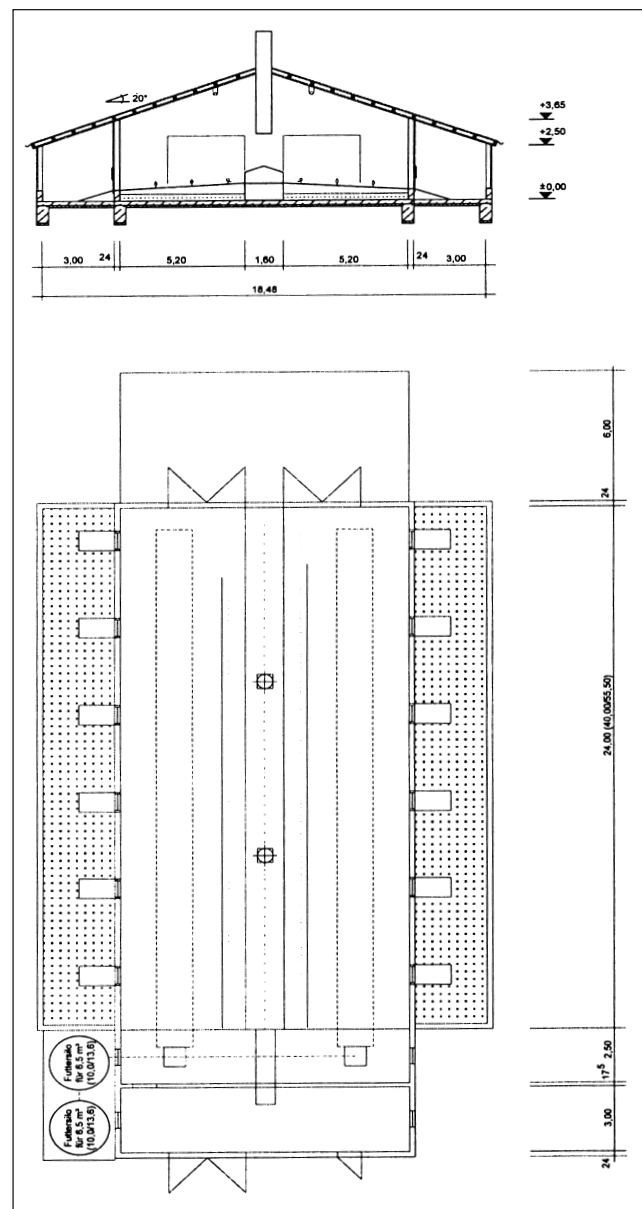 20°
+3,65
+2,50
±0,00
3,00 24 5,20 1,60 5,20 24 3,00
18,48
6,00
24
24,00 (40,00/55,50)
2,50
17⁵
3,00
24
Futtersilo
für 6,5 m³
(10,0/13,6)
Futtersilo
für 6,5 m³
(10,0/13,6)